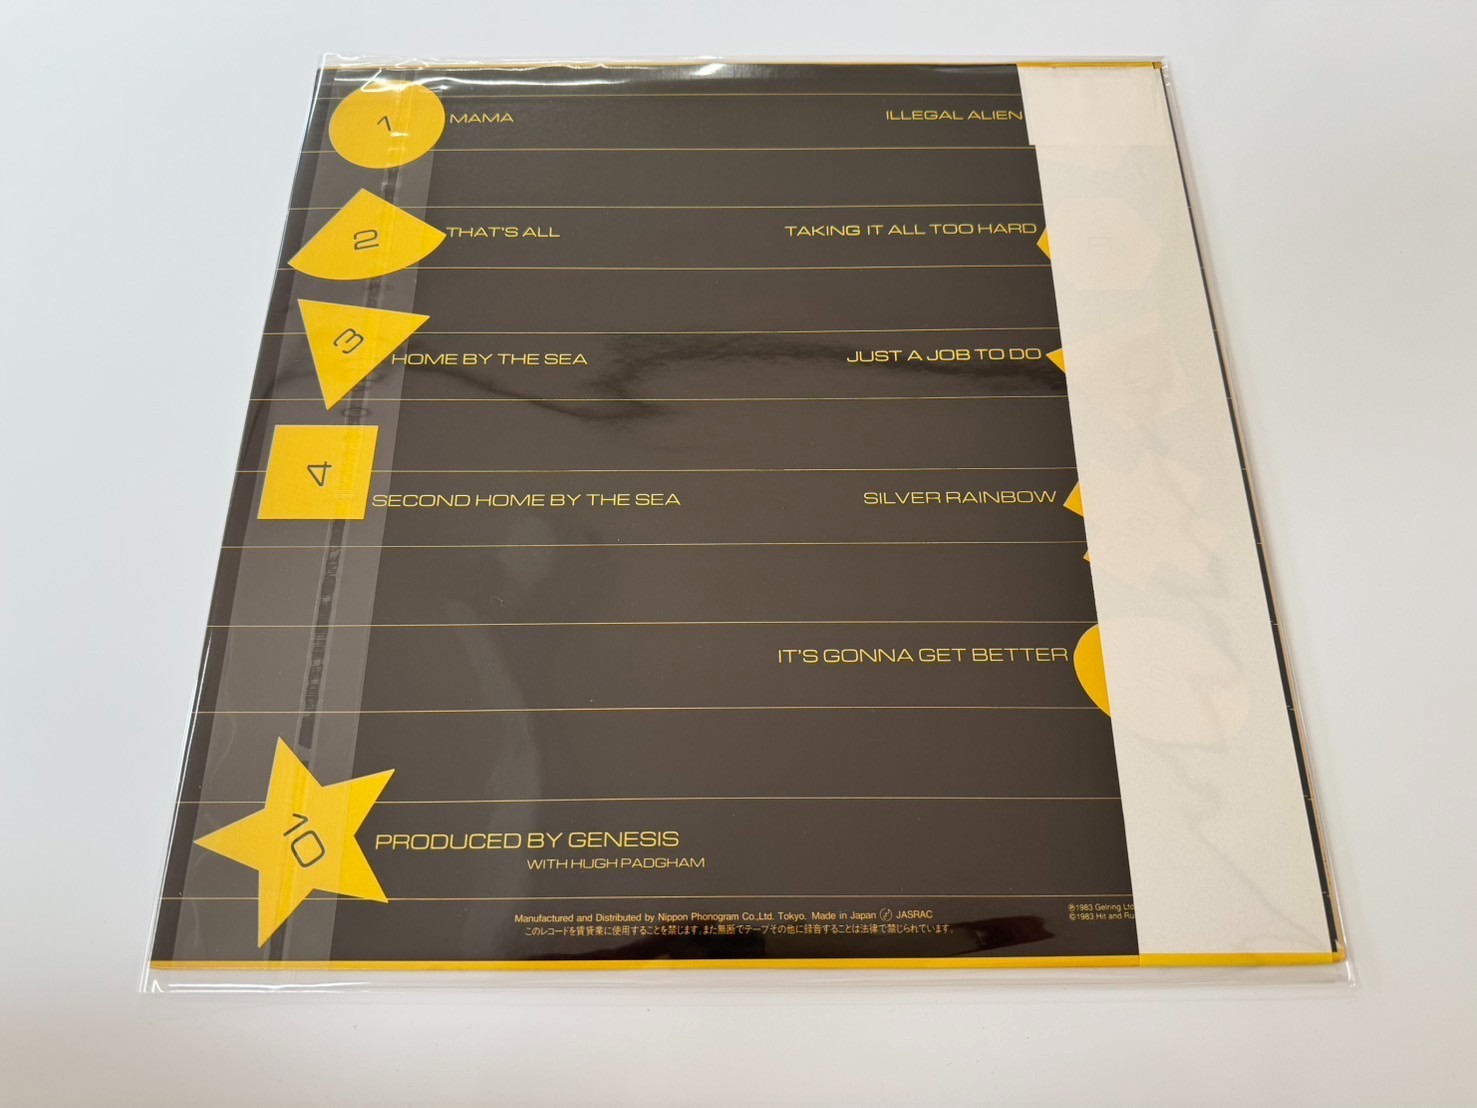 1
MAMA
ILLEGAL ALIEN
2
THAT'S ALL
TAKING IT ALL TOO HARD
3
HOME BY THE SEA
JUST A JOB TO DO
4
SECOND HOME BY THE SEA
SILVER RAINBOW
IT'S GONNA GET BETTER
10
PRODUCED BY GENESIS
WITH HUGH PADGHAM
Manufactured and Distributed by Nippon Phonogram Co.,Ltd. Tokyo. Made in Japan JASRAC
このレコードを賃貸業に使用することを禁じます。また無断でテープその他に録音することは法律で禁じられています。
℗1983 Gelring Ltd
©1983 Hit and Ru